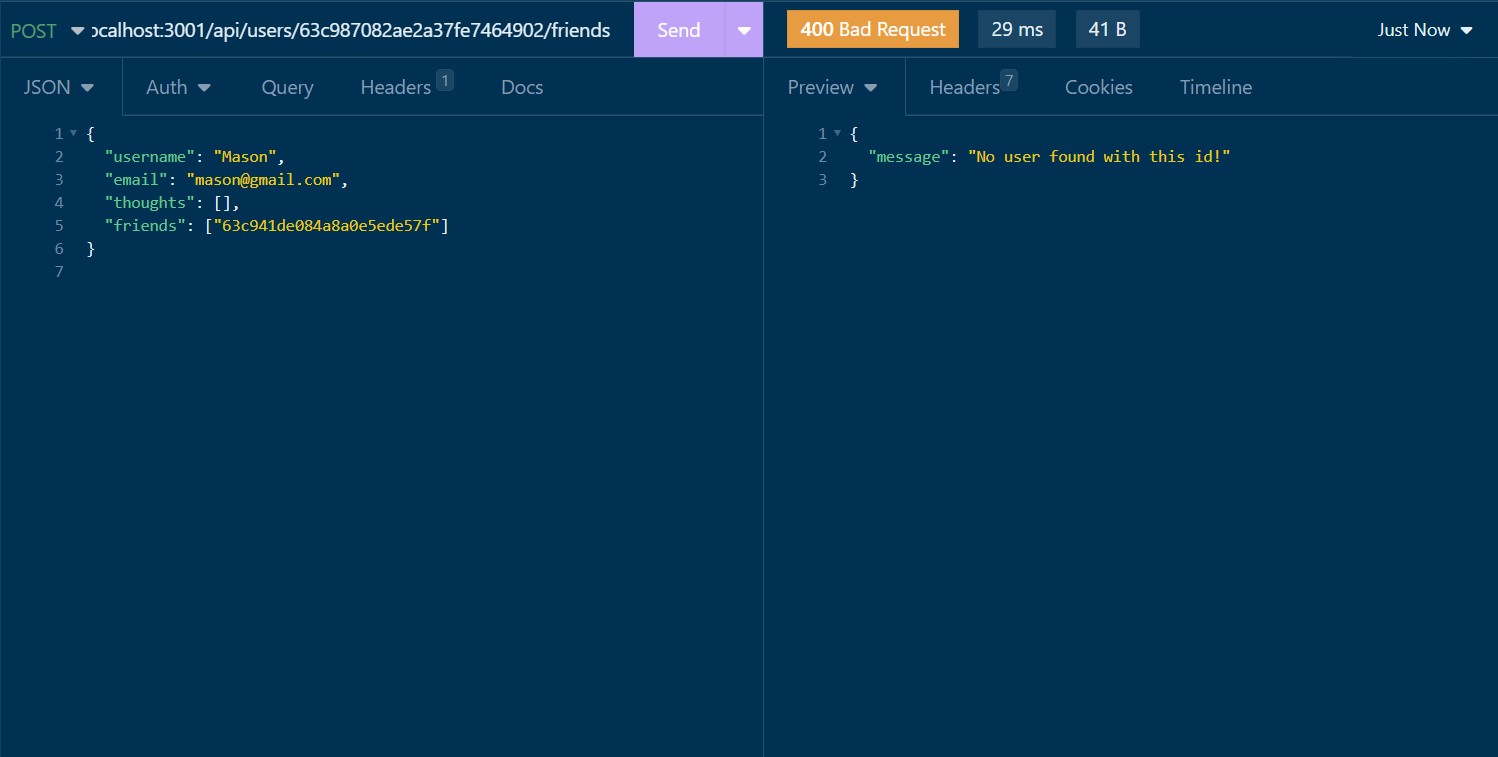 POST ocalhost:3001/api/users/63c987082ae2a37fe7464902/friends Send 400 Bad Request 29 ms 41 B Just Now
JSON Auth Query Headers 1 Docs Preview Headers 7 Cookies Timeline
1 {
2 "username": "Mason",
3 "email": "mason@gmail.com",
4 "thoughts": [],
5 "friends": ["63c941de084a8a0e5ede57f"]
6 }
7
1 {
2 "message": "No user found with this id!"
3 }